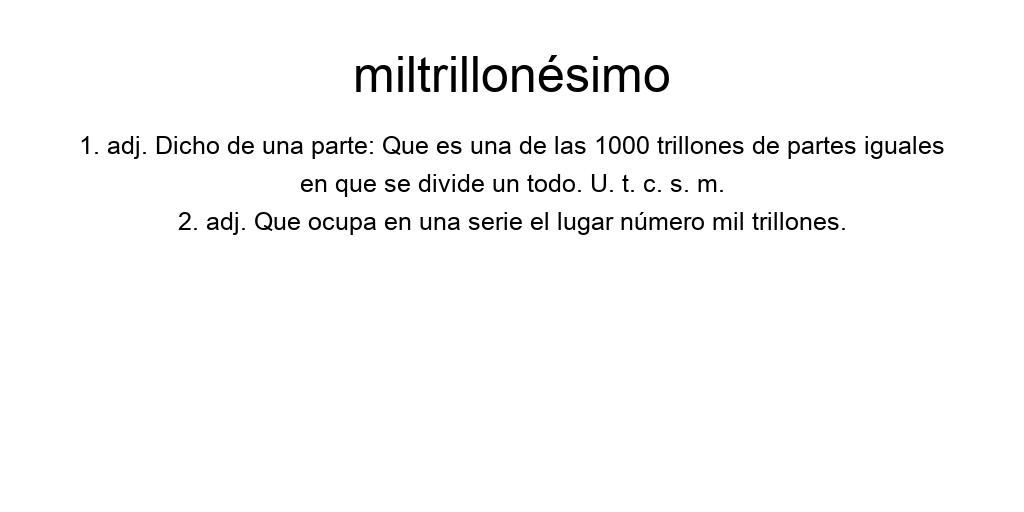 miltrillonésimo
1. adj. Dicho de una parte: Que es una de las 1000 trillones de partes iguales
en que se divide un todo. U. t. c. s. m.
2. adj. Que ocupa en una serie el lugar número mil trillones.